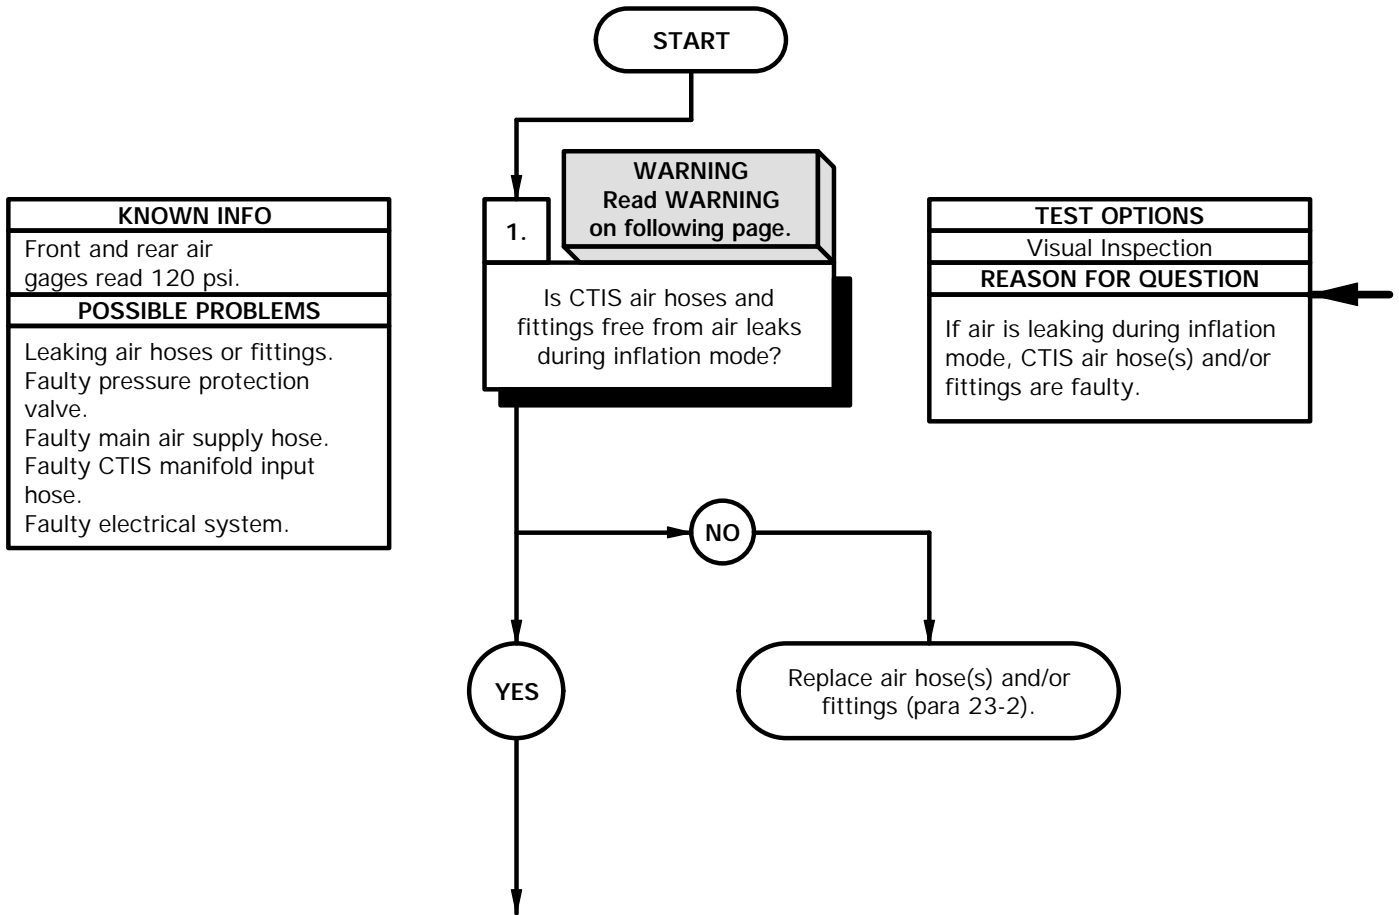 START
WARNING
Read WARNING
on following page.
1.
Is CTIS air hoses and
fittings free from air leaks
during inflation mode?
KNOWN INFO
Front and rear air
gages read 120 psi.
POSSIBLE PROBLEMS
Leaking air hoses or fittings.
Faulty pressure protection
valve.
Faulty main air supply hose.
Faulty CTIS manifold input
hose.
Faulty electrical system.
TEST OPTIONS
Visual Inspection
REASON FOR QUESTION
If air is leaking during inflation
mode, CTIS air hose(s) and/or
fittings are faulty.
NO
YES
Replace air hose(s) and/or
fittings (para 23-2).